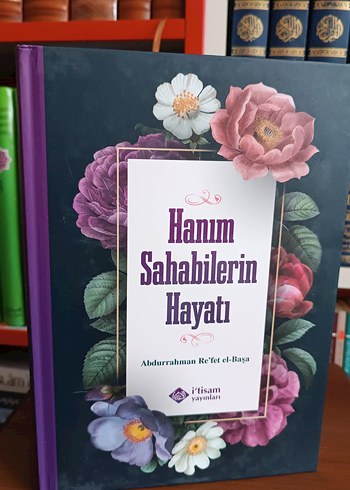 Hanım
Sahabilerin
Hayatı
Abdurrahman Re'fet el-Başa
i'tisam
yayınları